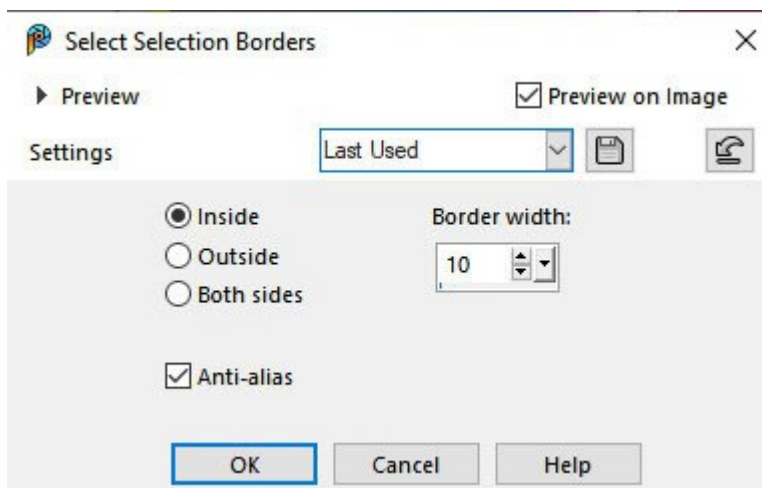 Select Selection Borders
Preview
Preview on Image
Settings
Last Used
Inside
Outside
Both sides
Border width:
10
Anti-alias
OK
Cancel
Help